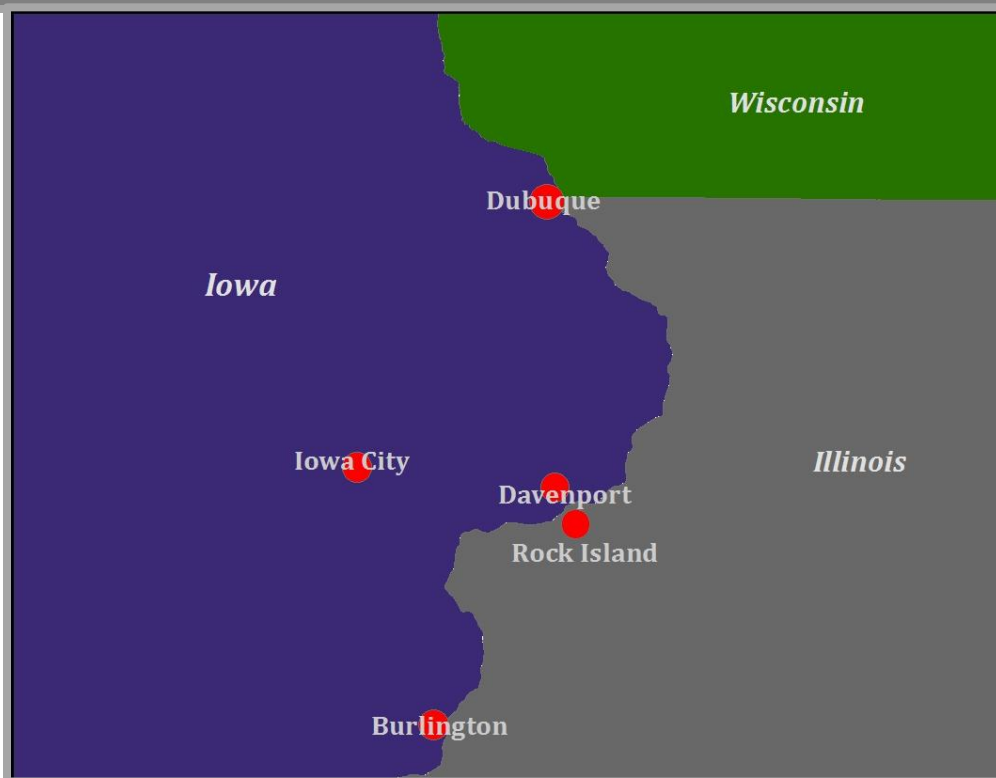 Wisconsin
Dubuque
Iowa
Iowa City
Illinois
Davenport
Rock Island
Burlington